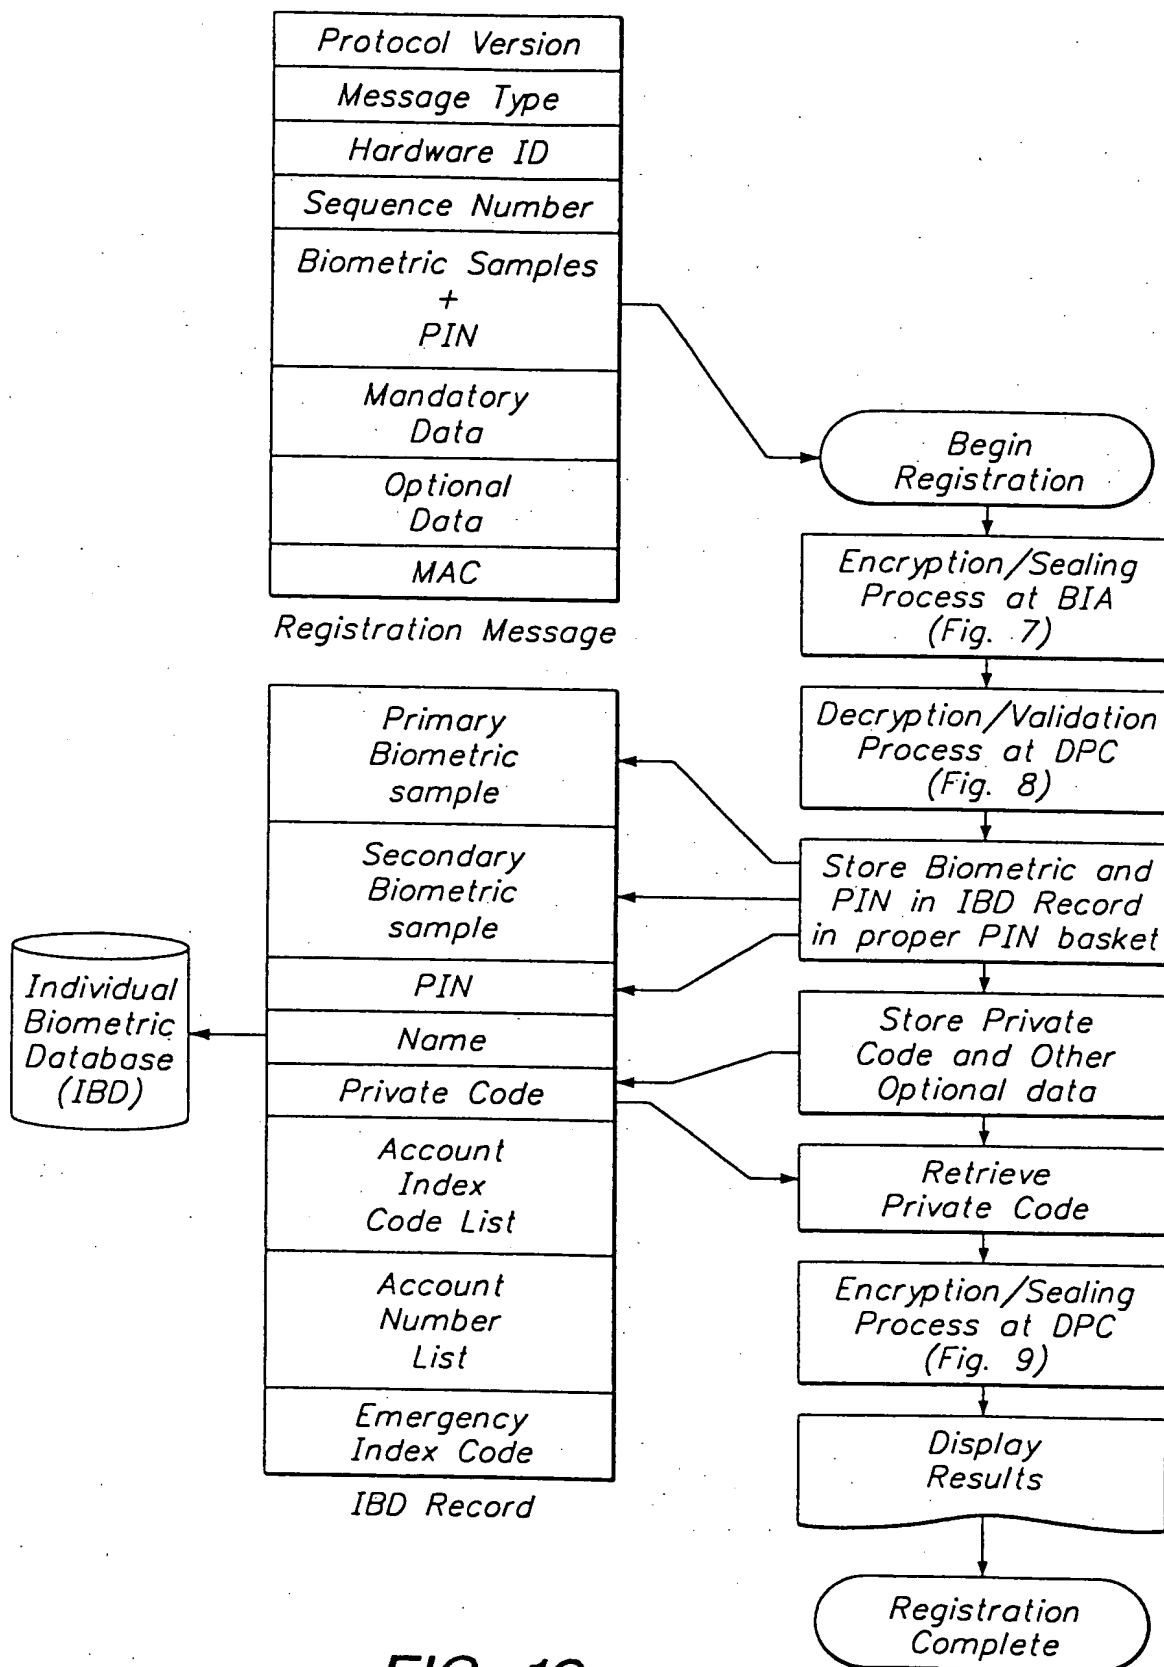 Protocol Version
Message Type
Hardware ID
Sequence Number
Biometric Samples
+
PIN
Mandatory
Data
Optional
Data
MAC
Registration Message
Primary
Biometric
sample
Secondary
Biometric
sample
PIN
Name
Private Code
Account
Index
Code List
Account
Number
List
Emergency
Index Code
IBD Record
Individual
Biometric
Database
(IBD)
Begin
Registration
Encryption/Sealing
Process at BIA
(Fig. 7)
Decryption/Validation
Process at DPC
(Fig. 8)
Store Biometric and
PIN in IBD Record
in proper PIN basket
Store Private
Code and Other
Optional data
Retrieve
Private Code
Encryption/Sealing
Process at DPC
(Fig. 9)
Display
Results
Registration
Complete